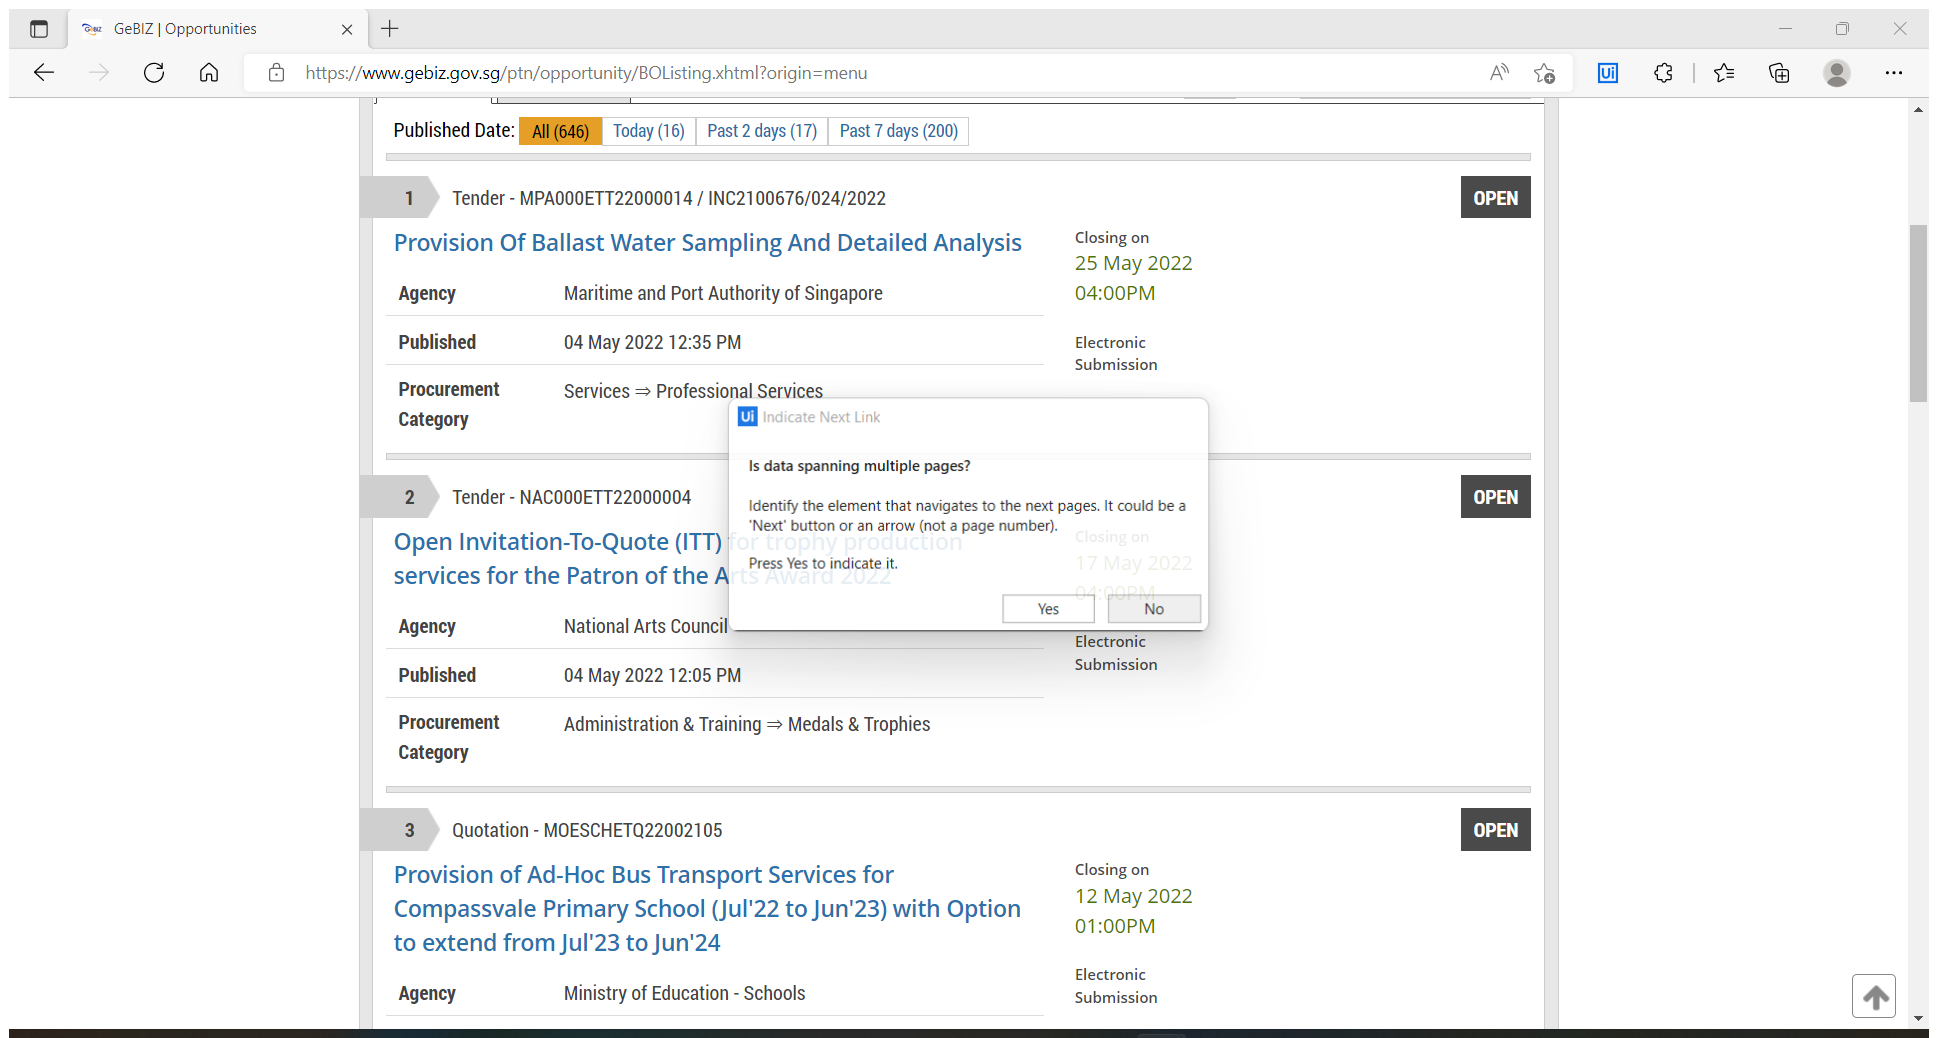 GeBIZ | Opportunities
https://www.gebiz.gov.sg/ptn/opportunity/BOListing.xhtml?origin=menu
Ui
Published Date: All (646) Today (16) Past 2 days (17) Past 7 days (200)
1 Tender - MPA000ETT22000014 / INC2100676/024/2022 OPEN
Provision Of Ballast Water Sampling And Detailed Analysis
Closing on
25 May 2022
04:00PM
Agency Maritime and Port Authority of Singapore
Published 04 May 2022 12:35 PM
Electronic
Submission
Procurement
Category
Services ⇒ Professional Services
Ui Indicate Next Link
Is data spanning multiple pages?
Identify the element that navigates to the next pages. It could be a
'Next' button or an arrow (not a page number).
Press Yes to indicate it.
Yes No
2 Tender - NAC000ETT22000004 OPEN
Open Invitation-To-Quote (ITT) for trophy production
services for the Patron of the Arts Award 2022
Closing on
17 May 2022
04:00PM
Agency National Arts Council
Electronic
Submission
Published 04 May 2022 12:05 PM
Procurement
Category
Administration & Training ⇒ Medals & Trophies
3 Quotation - MOESCHETQ22002105 OPEN
Provision of Ad-Hoc Bus Transport Services for
Compassvale Primary School (Jul'22 to Jun'23) with Option
to extend from Jul'23 to Jun'24
Closing on
12 May 2022
01:00PM
Electronic
Submission
Agency Ministry of Education - Schools